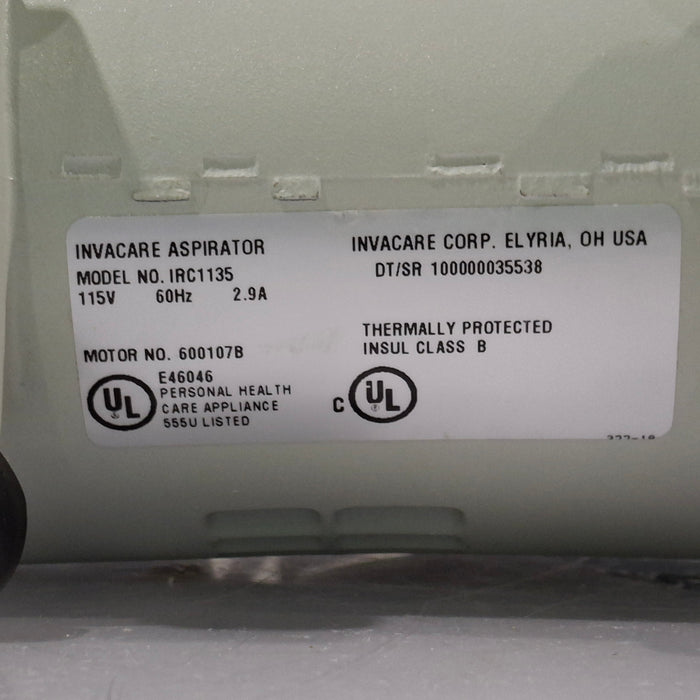 INVACARE ASPIRATOR
MODEL NO. IRC1135
115V 60Hz 2.9A
INVACARE CORP. ELYRIA, OH USA
DT/SR 100000035538
MOTOR NO. 600107B
THERMALLY PROTECTED
INSUL CLASS B
UL
E46046
PERSONAL HEALTH
CARE APPLIANCE
555U LISTED
C UL